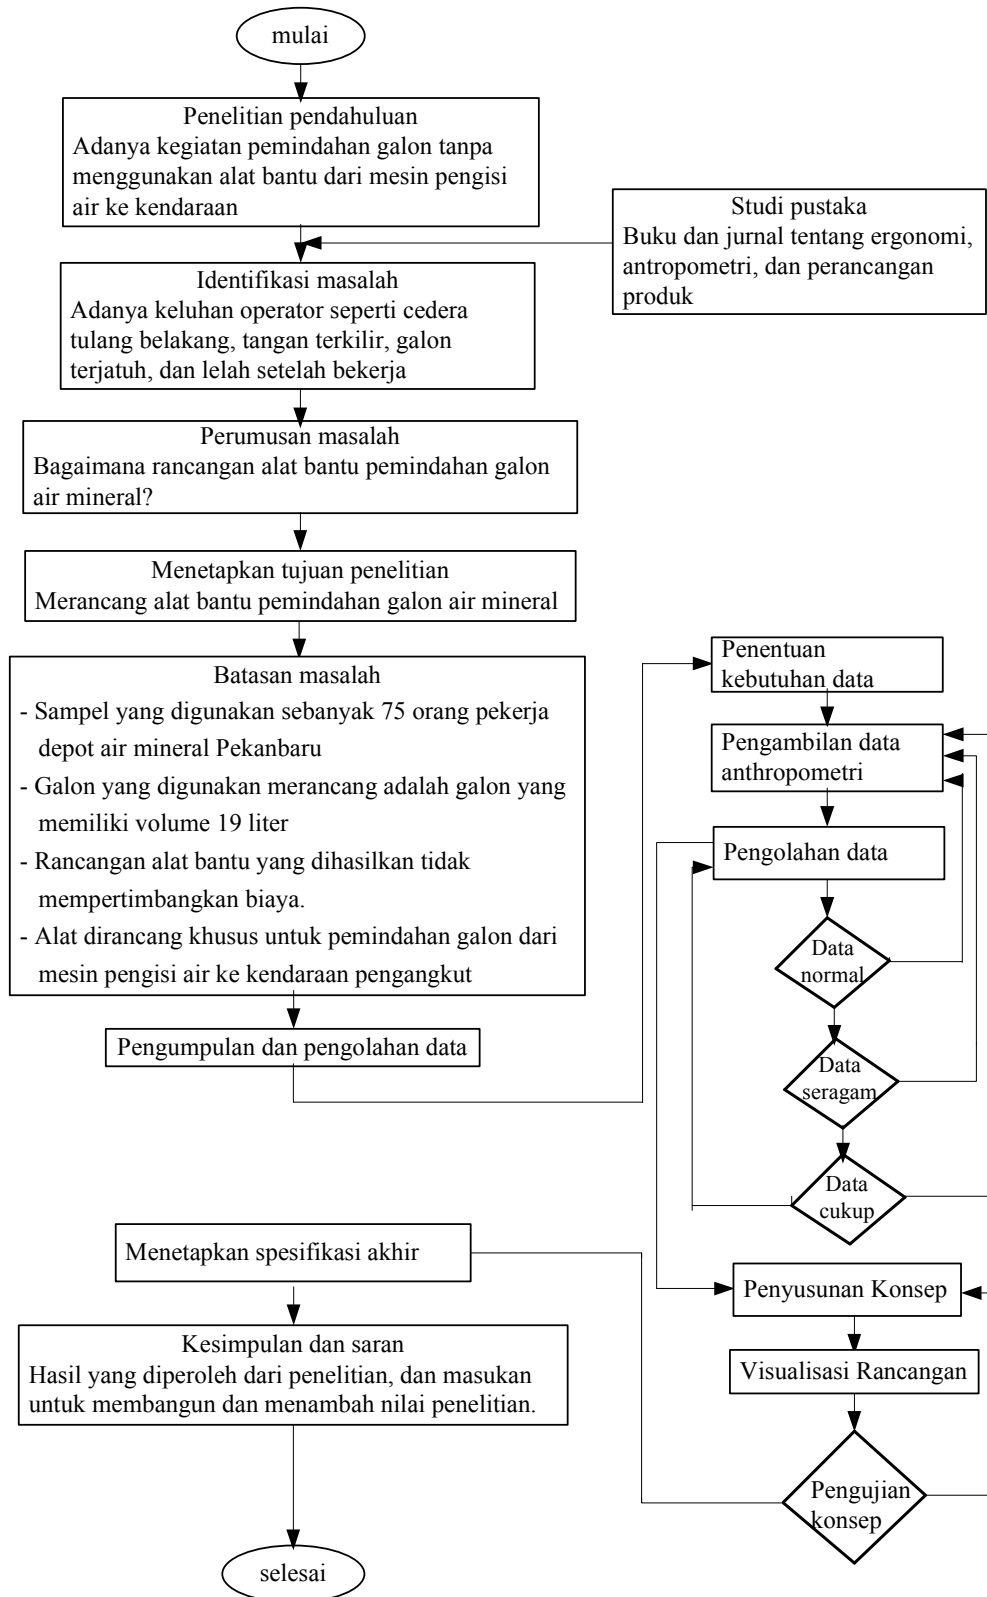 mulai
Penelitian pendahuluan
Adanya kegiatan pemindahan galon tanpa
menggunakan alat bantu dari mesin pengisi
air ke kendaraan
Studi pustaka
Buku dan jurnal tentang ergonomi,
antropometri, dan perancangan
produk
Identifikasi masalah
Adanya keluhan operator seperti cedera
tulang belakang, tangan terkilir, galon
terjatuh, dan lelah setelah bekerja
Perumusan masalah
Bagaimana rancangan alat bantu pemindahan galon
air mineral?
Menetapkan tujuan penelitian
Merancang alat bantu pemindahan galon air mineral
Batasan masalah
- Sampel yang digunakan sebanyak 75 orang pekerja
depot air mineral Pekanbaru
- Galon yang digunakan merancang adalah galon yang
memiliki volume 19 liter
- Rancangan alat bantu yang dihasilkan tidak
mempertimbangkan biaya.
- Alat dirancang khusus untuk pemindahan galon dari
mesin pengisi air ke kendaraan pengangkut
Pengumpulan dan pengolahan data
Penentuan
kebutuhan data
Pengambilan data
anthropometri
Pengolahan data
Data
normal
Data
seragam
Data
cukup
Penyusunan Konsep
Visualisasi Rancangan
Pengujian
konsep
Menetapkan spesifikasi akhir
Kesimpulan dan saran
Hasil yang diperoleh dari penelitian, dan masukan
untuk membangun dan menambah nilai penelitian.
selesai